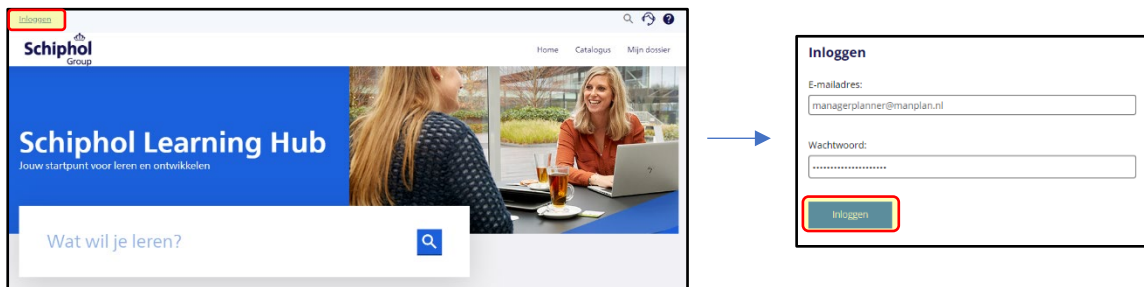 Inloggen
Schiphol
Group
Home Catalogus Mijn dossier
Schiphol Learning Hub
Jouw startpunt voor leren en ontwikkelen
Wat wil je leren?
Inloggen
E-mailadres:
managerplanner@manplan.nl
Wachtwoord:
•••••••••••••••••••••
Inloggen